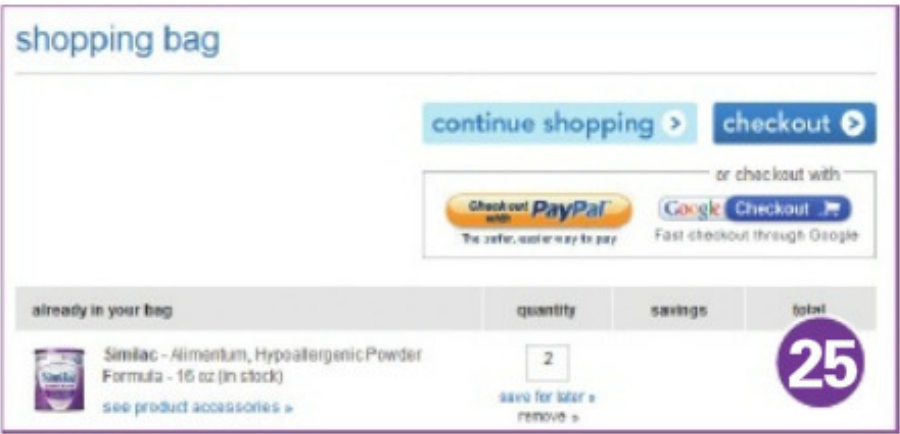 shopping bag
continue shopping
checkout
or checkout with
Check out with PayPal
The safer, easier way to pay
Google Checkout
Fast checkout through Google
already in your bag quantity savings total
Similac - Alimentum, Hypoallergenic Powder
Formula - 16 oz (in stock)
2
see product accessories »
save for later »
remove »
Similac
25